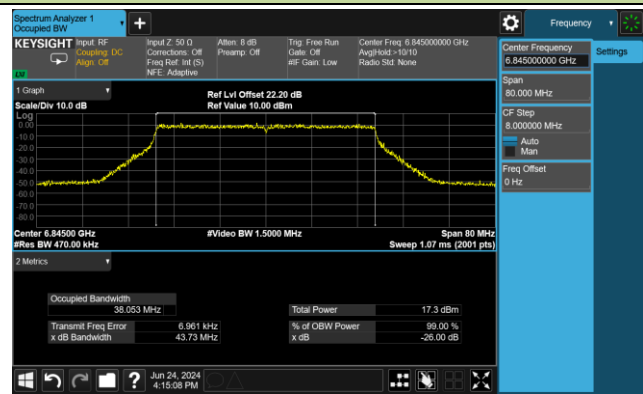 Spectrum Analyzer 1
Occupied BW
+
Frequency
KEYSIGHT
Input: RF
Coupling: DC
Align: Off
Input Z: 50 Ω
Corrections: Off
Freq Ref: Int (S)
NFE: Adaptive
Atten: 8 dB
Preamp: Off
Trig: Free Run
Gate: Off
#IF Gain: Low
Center Freq: 6.845000000 GHz
Avg|Hold:>10/10
Radio Std: None
Center Frequency
6.845000000 GHz
Settings
Span
80.000 MHz
CF Step
8.000000 MHz
Auto
Man
Freq Offset
0 Hz
1 Graph
Scale/Div 10.0 dB
Ref Lvl Offset 22.20 dB
Ref Value 10.00 dBm
Log
0.00
-10.0
-20.0
-30.0
-40.0
-50.0
-60.0
-70.0
-80.0
Center 6.84500 GHz
#Res BW 470.00 kHz
#Video BW 1.5000 MHz
Span 80 MHz
Sweep 1.07 ms (2001 pts)
2 Metrics
Occupied Bandwidth
38.053 MHz
Total Power 17.3 dBm
Transmit Freq Error 6.961 kHz
% of OBW Power 99.00 %
x dB Bandwidth 43.73 MHz
x dB -26.00 dB
?
Jun 24, 2024
4:15:08 PM